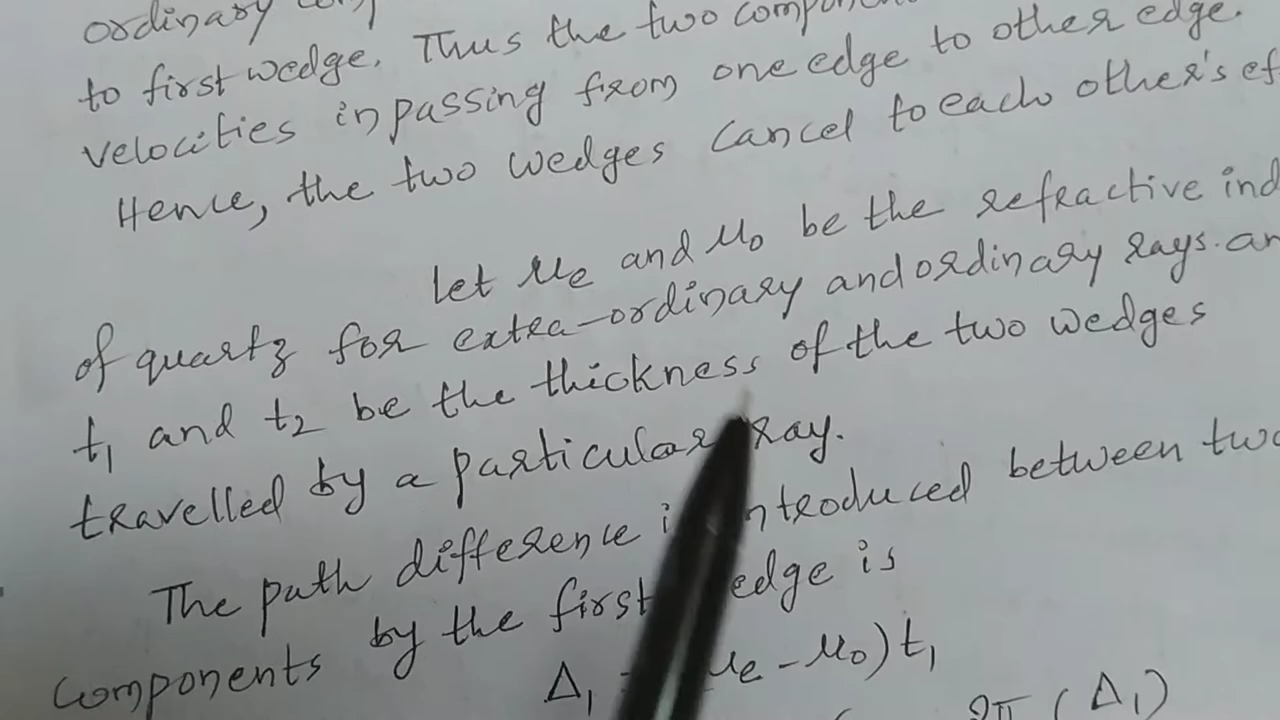 ordinary
to first wedge. Thus the two
velocities in passing from one edge to other edge.
Hence, the two wedges cancel to each other's
let μe and μo be the refractive
of quartz for extra-ordinary and ordinary rays.
t1 and t2 be the thickness of the two wedges
travelled by a particular ray.
The path difference introduced between
components by the first edge is
Δ1 μe - μo) t1
2π (Δ1)